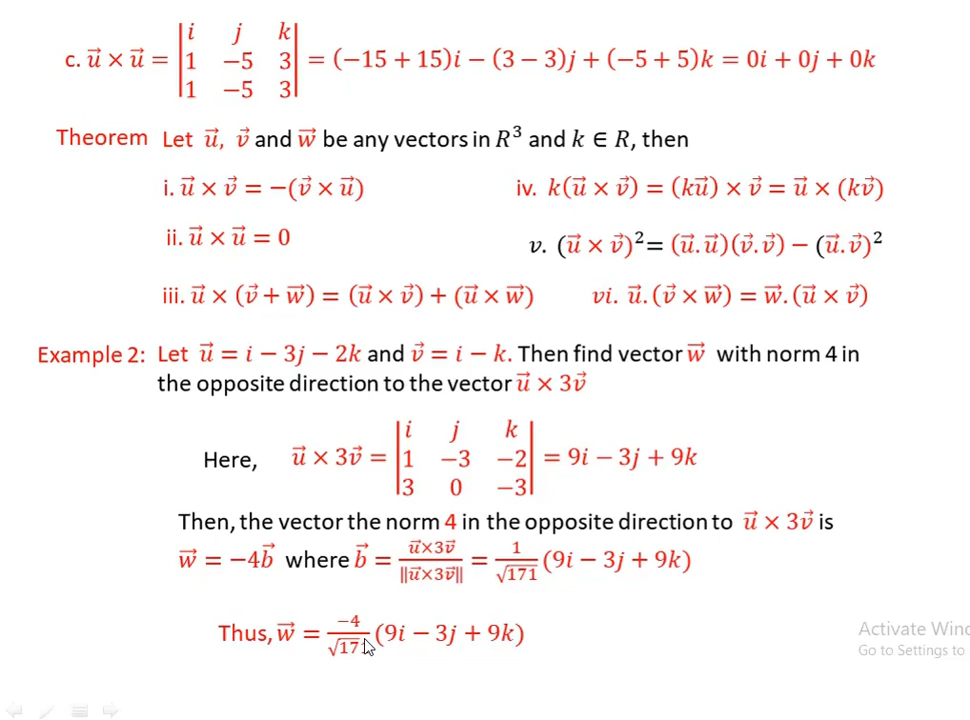 c. u⃗ × u⃗ = |i j k; 1 −5 3; 1 −5 3| = (−15 + 15)i − (3 − 3)j + (−5 + 5)k = 0i + 0j + 0k
Theorem Let u⃗, v⃗ and w⃗ be any vectors in R³ and k ∈ R, then
i. u⃗ × v⃗ = −(v⃗ × u⃗)
iv. k(u⃗ × v⃗) = (ku⃗) × v⃗ = u⃗ × (kv⃗)
ii. u⃗ × u⃗ = 0
v. (u⃗ × v⃗)² = (u⃗.u⃗)(v⃗.v⃗) − (u⃗.v⃗)²
iii. u⃗ × (v⃗ + w⃗) = (u⃗ × v⃗) + (u⃗ × w⃗)
vi. u⃗.(v⃗ × w⃗) = w⃗.(u⃗ × v⃗)
Example 2: Let u⃗ = i − 3j − 2k and v⃗ = i − k. Then find vector w⃗ with norm 4 in
the opposite direction to the vector u⃗ × 3v⃗
Here, u⃗ × 3v⃗ = |i j k; 1 −3 −2; 3 0 −3| = 9i − 3j + 9k
Then, the vector the norm 4 in the opposite direction to u⃗ × 3v⃗ is
w⃗ = −4b⃗ where b⃗ = (u⃗×3v⃗)/‖u⃗×3v⃗‖ = 1/√171 (9i − 3j + 9k)
Thus, w⃗ = −4/√171 (9i − 3j + 9k)
Activate Win
Go to Settings to